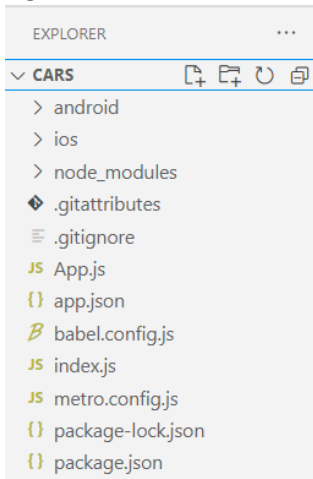 EXPLORER ...
CARS
android
ios
node_modules
.gitattributes
.gitignore
JS App.js
{} app.json
babel.config.js
JS index.js
JS metro.config.js
{} package-lock.json
{} package.json